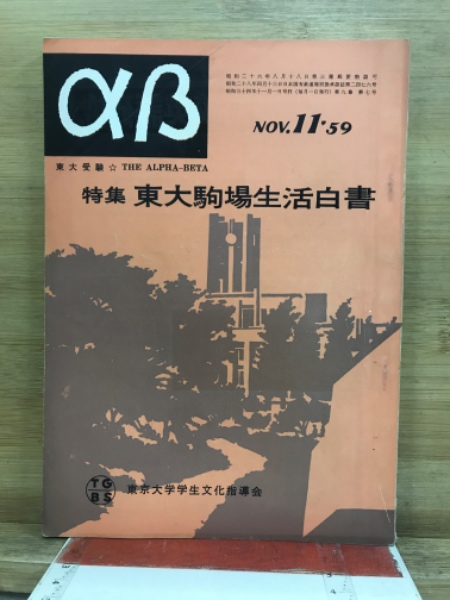 αβ
NOV. 11・59
東大受験☆THE ALPHA-BETA
特集 東大駒場生活白書
TG
BS
東京大学学生文化指導会